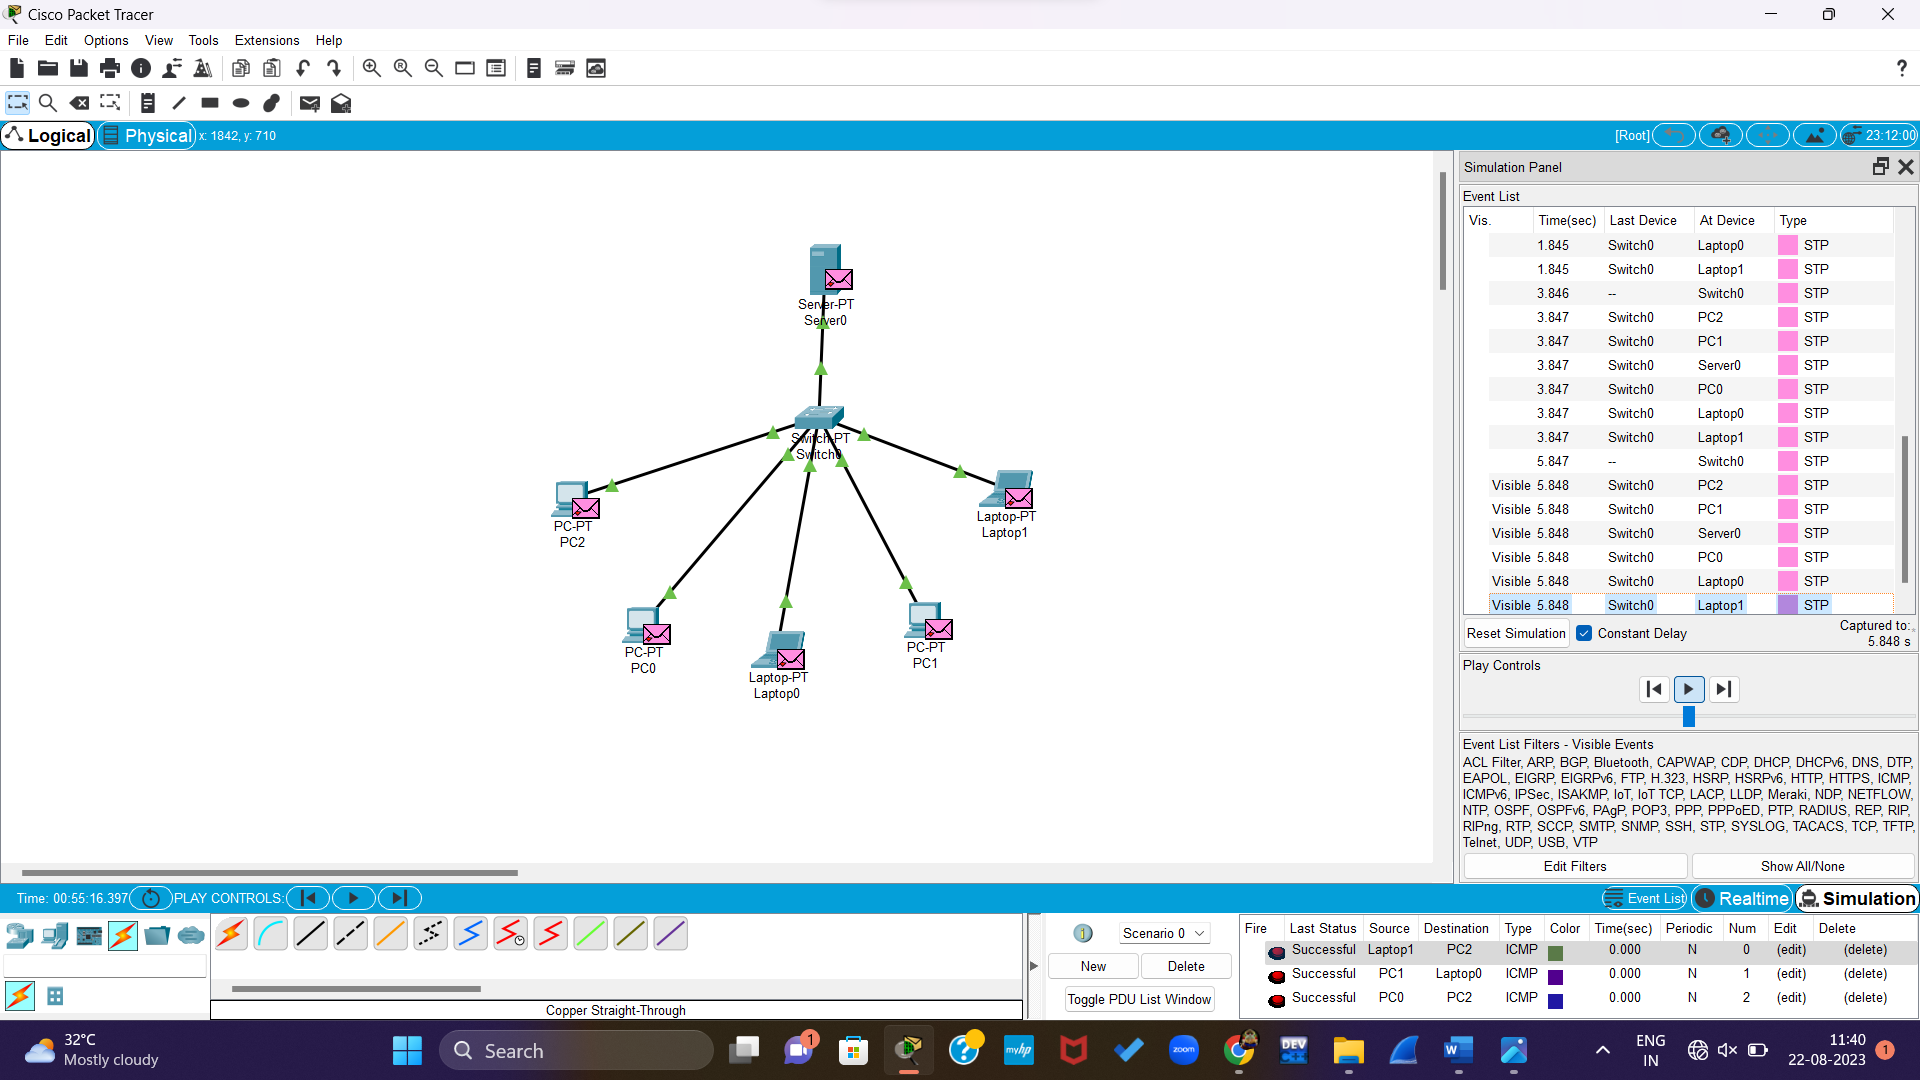 Cisco Packet Tracer
File Edit Options View Tools Extensions Help
?
Logical Physical x: 1842, y: 710 [Root] 23:12:00
Server-PT
Server0
Switch-PT
Switch0
PC-PT
PC2
Laptop-PT
Laptop1
PC-PT
PC0
Laptop-PT
Laptop0
PC-PT
PC1
Simulation Panel
Event List
Vis. Time(sec) Last Device At Device Type
1.845 Switch0 Laptop0 STP
1.845 Switch0 Laptop1 STP
3.846 -- Switch0 STP
3.847 Switch0 PC2 STP
3.847 Switch0 PC1 STP
3.847 Switch0 Server0 STP
3.847 Switch0 PC0 STP
3.847 Switch0 Laptop0 STP
3.847 Switch0 Laptop1 STP
5.847 -- Switch0 STP
Visible 5.848 Switch0 PC2 STP
Visible 5.848 Switch0 PC1 STP
Visible 5.848 Switch0 Server0 STP
Visible 5.848 Switch0 PC0 STP
Visible 5.848 Switch0 Laptop0 STP
Visible 5.848 Switch0 Laptop1 STP
Reset Simulation Constant Delay Captured to:
5.848 s
Play Controls
Event List Filters - Visible Events
ACL Filter, ARP, BGP, Bluetooth, CAPWAP, CDP, DHCP, DHCPv6, DNS, DTP,
EAPOL, EIGRP, EIGRPv6, FTP, H.323, HSRP, HSRPv6, HTTP, HTTPS, ICMP,
ICMPv6, IPSec, ISAKMP, IoT, IoT TCP, LACP, LLDP, Meraki, NDP, NETFLOW,
NTP, OSPF, OSPFv6, PAgP, POP3, PPP, PPPoED, PTP, RADIUS, REP, RIP,
RIPng, RTP, SCCP, SMTP, SNMP, SSH, STP, SYSLOG, TACACS, TCP, TFTP,
Telnet, UDP, USB, VTP
Edit Filters Show All/None
Time: 00:55:16.397 PLAY CONTROLS: Event List Realtime Simulation
Copper Straight-Through
Scenario 0
New Delete
Toggle PDU List Window
Fire Last Status Source Destination Type Color Time(sec) Periodic Num Edit Delete
Successful Laptop1 PC2 ICMP 0.000 N 0 (edit) (delete)
Successful PC1 Laptop0 ICMP 0.000 N 1 (edit) (delete)
Successful PC0 PC2 ICMP 0.000 N 2 (edit) (delete)
32°C
Mostly cloudy
Search
1
myhp
DEV
C++
zoom
W
ENG
IN
11:40
22-08-2023
1